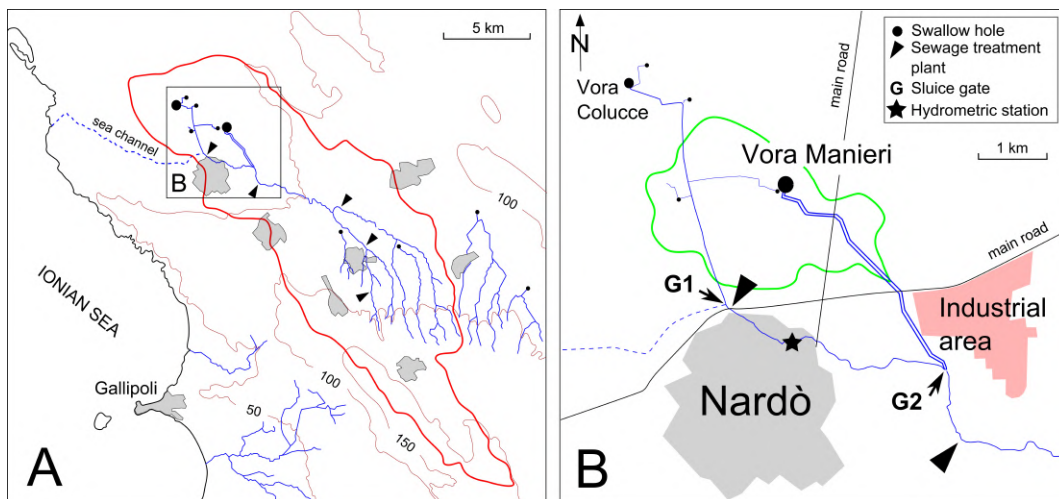 5 km
sea channel
B
100
IONIAN SEA
Gallipoli
100
50
150
A
N
Swallow hole
Sewage treatment
plant
G Sluice gate
Hydrometric station
main road
1 km
Vora
Colucce
Vora Manieri
main road
G1
Industrial
area
Nardò
G2
B